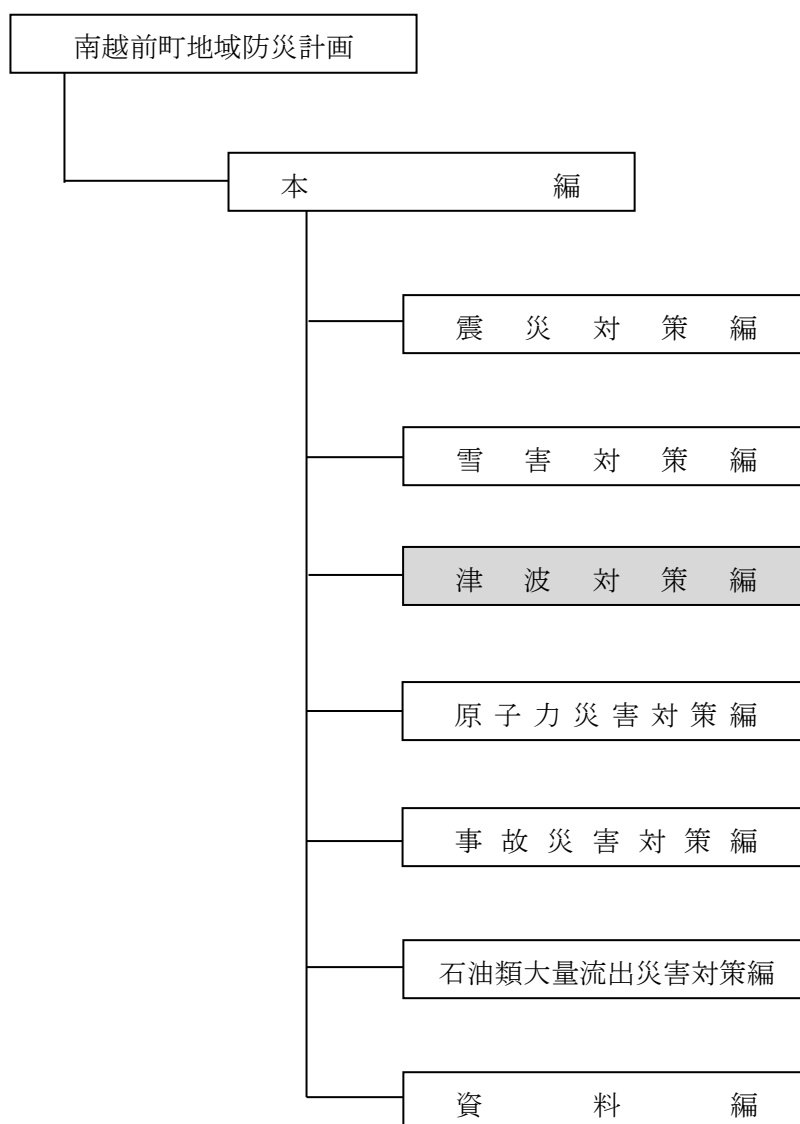 南越前町地域防災計画
本編
震災対策編
雪害対策編
津波対策編
原子力災害対策編
事故災害対策編
石油類大量流出災害対策編
資料編